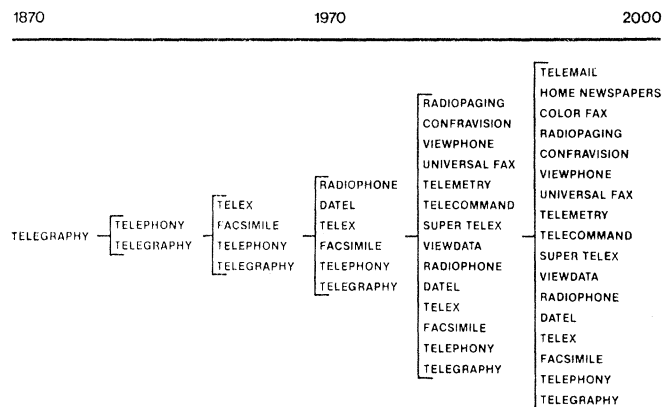 1870 1970 2000
TELEGRAPHY
TELEPHONY
TELEGRAPHY
TELEX
FACSIMILE
TELEPHONY
TELEGRAPHY
RADIOPHONE
DATEL
TELEX
FACSIMILE
TELEPHONY
TELEGRAPHY
RADIOPAGING
CONFRAVISION
VIEWPHONE
UNIVERSAL FAX
TELEMETRY
TELECOMMAND
SUPER TELEX
VIEWDATA
RADIOPHONE
DATEL
TELEX
FACSIMILE
TELEPHONY
TELEGRAPHY
TELEMAIL
HOME NEWSPAPERS
COLOR FAX
RADIOPAGING
CONFRAVISION
VIEWPHONE
UNIVERSAL FAX
TELEMETRY
TELECOMMAND
SUPER TELEX
VIEWDATA
RADIOPHONE
DATEL
TELEX
FACSIMILE
TELEPHONY
TELEGRAPHY